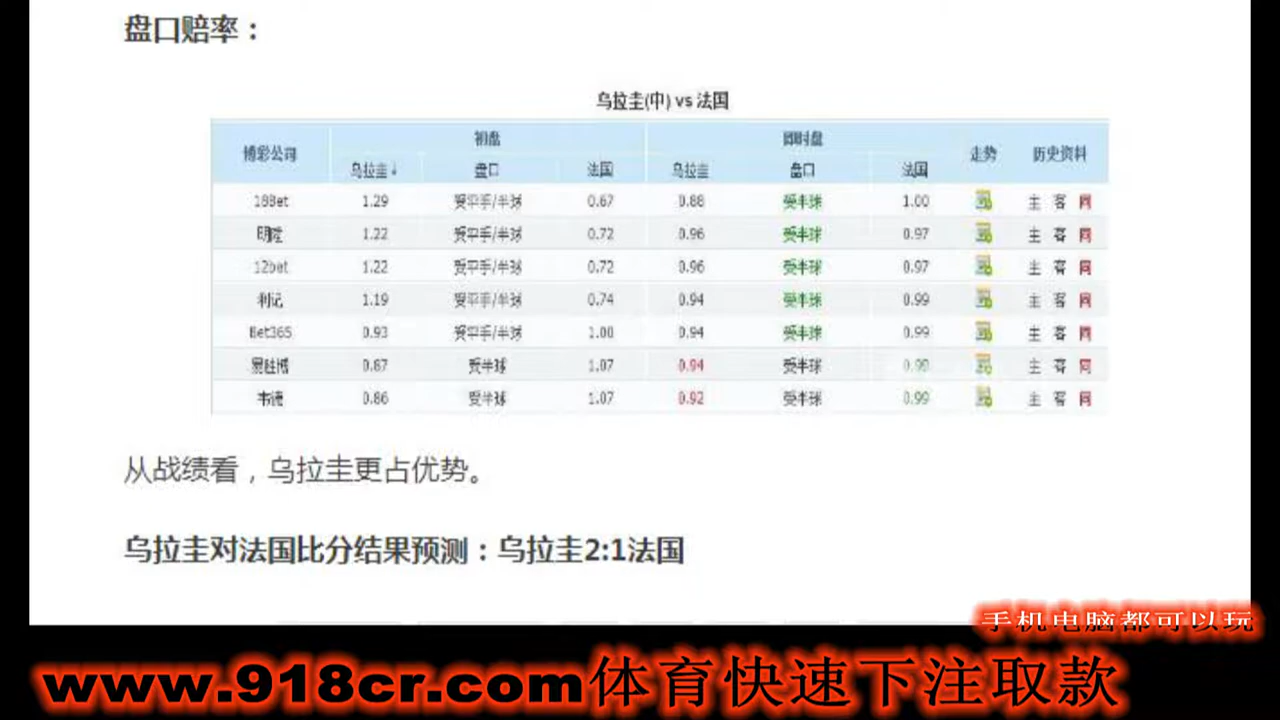 盘口赔率：
乌拉圭(中) vs 法国
博彩公司 初盘 即时盘 走势 历史资料
乌拉圭↓ 盘口 法国 乌拉圭 盘口 法国
188et 1.29 受平手/半球 0.67 0.88 受半球 1.00 主 客 同
明陞 1.22 受平手/半球 0.72 0.96 受半球 0.97 主 客 同
12bet 1.22 受平手/半球 0.72 0.96 受半球 0.97 主 客 同
利记 1.19 受平手/半球 0.74 0.94 受半球 0.99 主 客 同
Bet365 0.93 受平手/半球 1.00 0.94 受半球 0.99 主 客 同
易胜博 0.87 受半球 1.07 0.94 受半球 0.99 主 客 同
韦德 0.86 受半球 1.07 0.92 受半球 0.99 主 客 同
从战绩看，乌拉圭更占优势。
乌拉圭对法国比分结果预测：乌拉圭2:1法国
手机电脑都可以玩
www.918cr.com体育快速下注取款